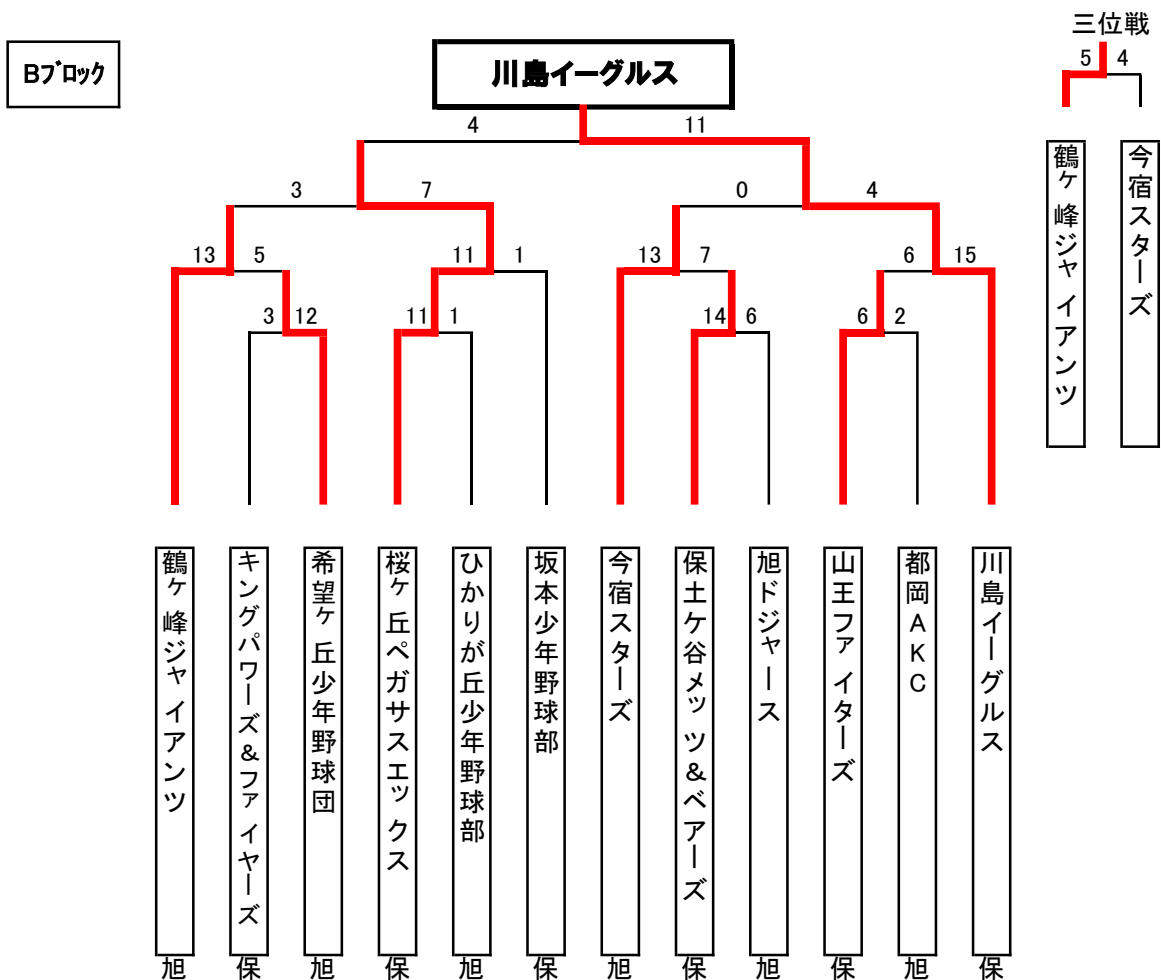 三位戦
Bブロック
川島イーグルス
5 4
4 11
3 7 0 4
13 5 11 1 13 7 6 15
3 12 11 1 14 6 6 2
鶴ヶ峰ジャイアンツ
今宿スターズ
鶴ヶ峰ジャイアンツ
キングパワーズ&ファイヤーズ
希望ヶ丘少年野球団
桜ヶ丘ペガサスエックス
ひかりが丘少年野球部
坂本少年野球部
今宿スターズ
保土ケ谷メッツ&ベアーズ
旭ドジャース
山王ファイターズ
都岡AKC
川島イーグルス
旭 保 旭 保 旭 保 旭 保 旭 保 旭 保